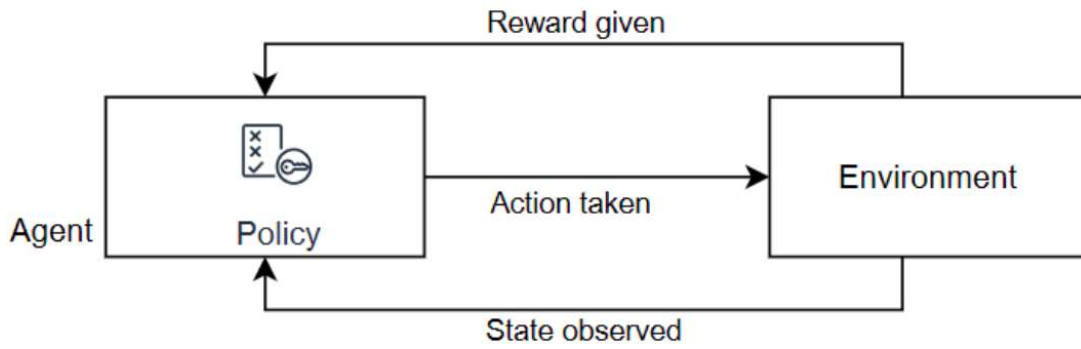 Reward given
Environment
Action taken
Agent
Policy
State observed